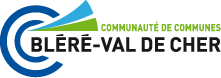 COMMUNAUTÉ DE COMMUNES
BLÉRÉ-VAL DE CHER